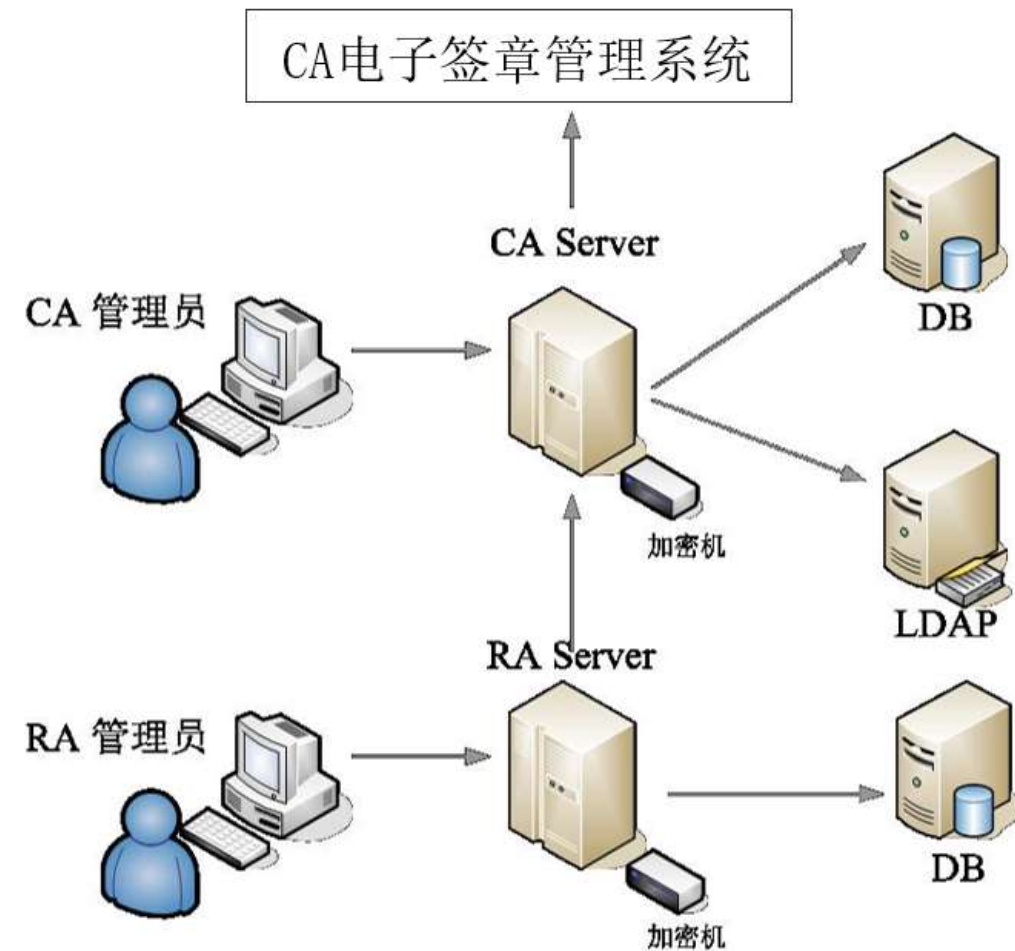 CA电子签章管理系统
CA Server
DB
CA 管理员
加密机
LDAP
RA Server
RA 管理员
DB
加密机